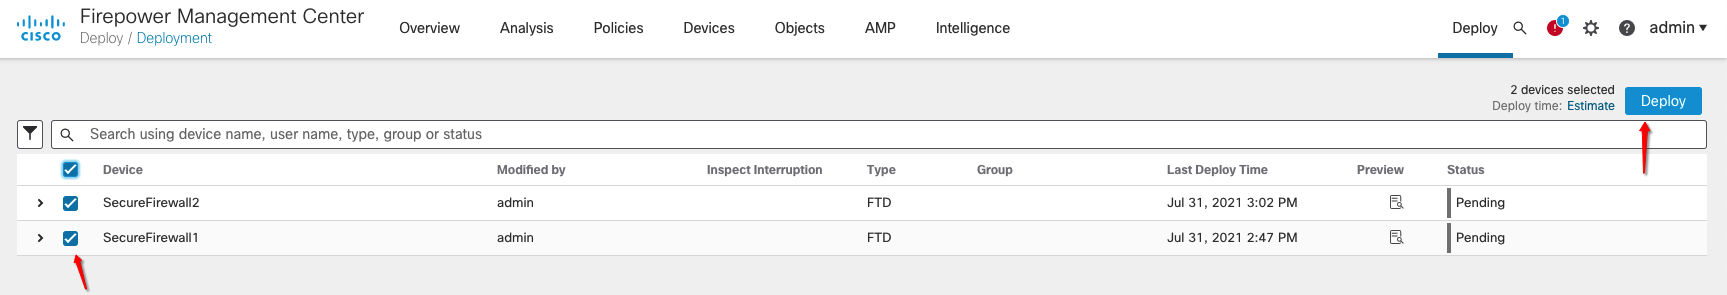 Firepower Management Center
CISCO
Deploy / Deployment
Overview Analysis Policies Devices Objects AMP Intelligence Deploy 1 ! ? admin
2 devices selected
Deploy time: Estimate
Deploy
Search using device name, user name, type, group or status
Device Modified by Inspect Interruption Type Group Last Deploy Time Preview Status
SecureFirewall2 admin FTD Jul 31, 2021 3:02 PM Pending
SecureFirewall1 admin FTD Jul 31, 2021 2:47 PM Pending